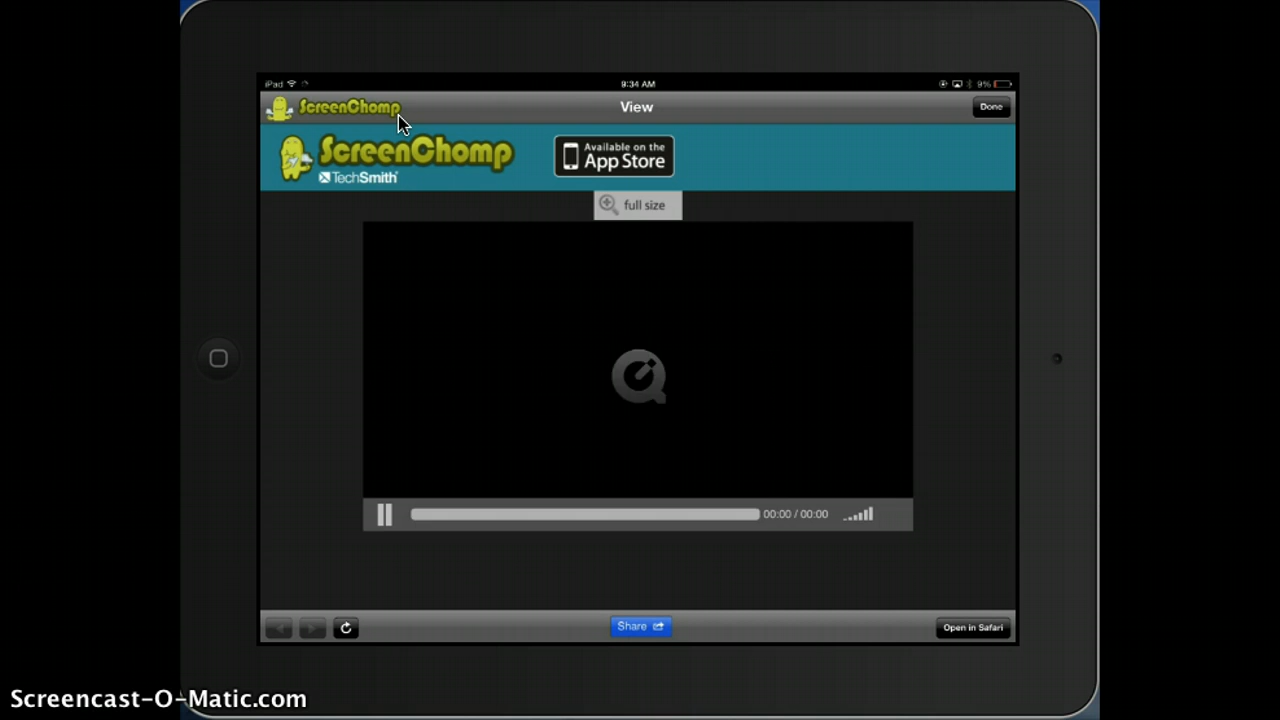 iPad
9:34 AM
9%
ScreenChomp
View
Done
ScreenChomp
TechSmith
Available on the
App Store
full size
00:00 / 00:00
Share
Open in Safari
Screencast-O-Matic.com